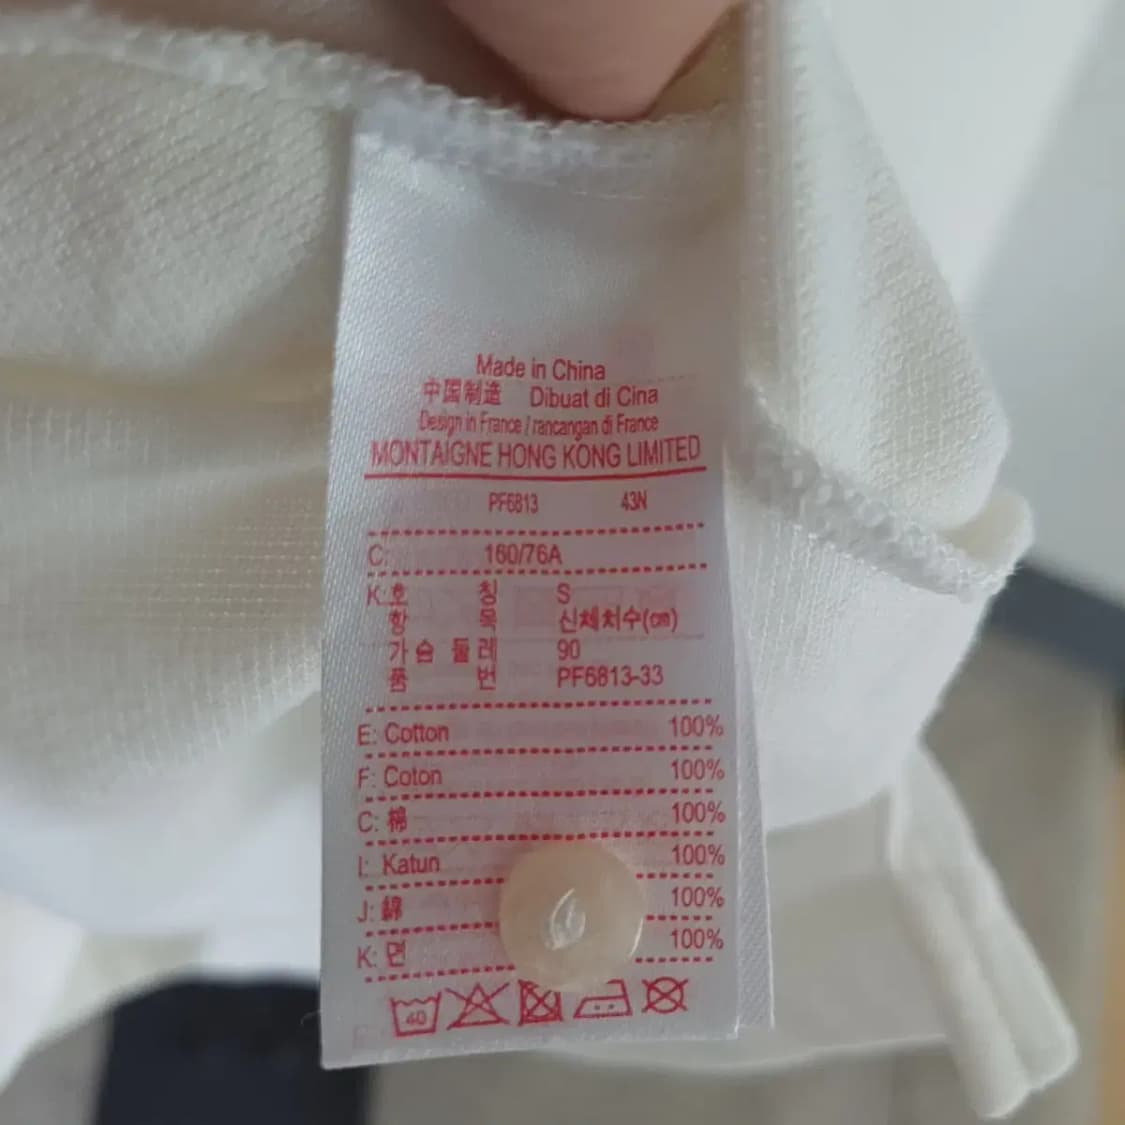 Made in China
中国制造 Dibuat di Cina
Design in France / rancangan di France
MONTAIGNE HONG KONG LIMITED
PF6813 43N
C: 160/76A
K: 호 칭 S
항 목 신체치수(cm)
가슴 둘레 90
품 번 PF6813-33
E: Cotton 100%
F: Coton 100%
C: 棉 100%
I: Katun 100%
J: 綿 100%
K: 면 100%
40